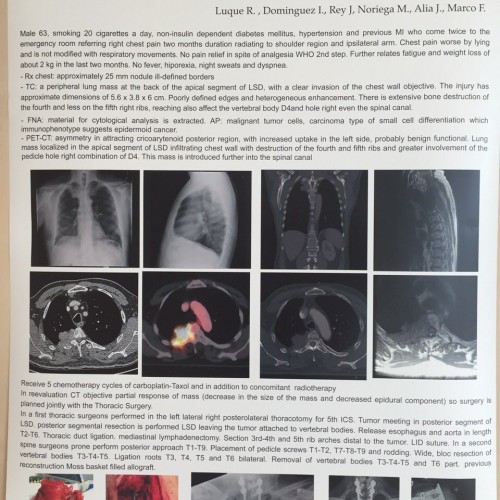 Luque R. , Dominguez I., Rey J, Noriega M., Alia J., Marco F.
Male 63, smoking 20 cigarettes a day, non-insulin dependent diabetes mellitus, hypertension and previous MI who come twice to the
emergency room referring right chest pain two months duration radiating to shoulder region and ipsilateral arm. Chest pain worse by lying
and is not modified with respiratory movements. No pain relief in spite of analgesia WHO 2nd step. Further relates fatigue and weight loss of
about 2 kg in the last two months. No fever, hiporexia, night sweats and dyspnea.
- Rx chest: approximately 25 mm nodule ill-defined borders
- TC: a peripheral lung mass at the back of the apical segment of LSD, with a clear invasion of the chest wall objective. The injury has
approximate dimensions of 5.6 x 3.8 x 6 cm. Poorly defined edges and heterogeneous enhancement. There is extensive bone destruction of
the fourth and less on the fifth right ribs, reaching also affect the vertebral body D4and hole right even the spinal canal.
- FNA: material for cytological analysis is extracted. AP: malignant tumor cells, carcinoma type of small cell differentiation which
immunophenotype suggests epidermoid cancer.
- PET-CT: asymmetry in attracting cricoarytenoid posterior region, with increased uptake in the left side, probably benign functional. Lung
mass localized in the apical segment of LSD infiltrating chest wall with destruction of the fourth and fifth ribs and greater involvement of the
pedicle hole right combination of D4. This mass is introduced further into the spinal canal
Receive 5 chemotherapy cycles of carboplatin-Taxol and in addition to concomitant radiotherapy
In reevaluation CT objective partial response of mass (decrease in the size of the mass and decreased epidural component) so surgery is
planned jointly with the Thoracic Surgery.
In a first thoracic surgeons performed in the left lateral right posterolateral thoracotomy for 5th ICS. Tumor meeting in posterior segment of
LSD. posterior segmental resection is performed LSD leaving the tumor attached to vertebral bodies. Release esophagus and aorta in length
T2-T6. Thoracic duct ligation. mediastinal lymphadenectomy. Section 3rd-4th and 5th rib arches distal to the tumor. LID suture. In a second
spine surgeons prone perform posterior approach T1-T9. Placement of pedicle screws T1-T2, T7-T8-T9 and rodding. Wide, bloc resection of
vertebral bodies T3-T4-T5. Ligation roots T3, T4, T5 and T6 bilateral. Removal of vertebral bodies T3-T4-T5 and T6 part. previous
reconstruction Moss basket filled allograft.